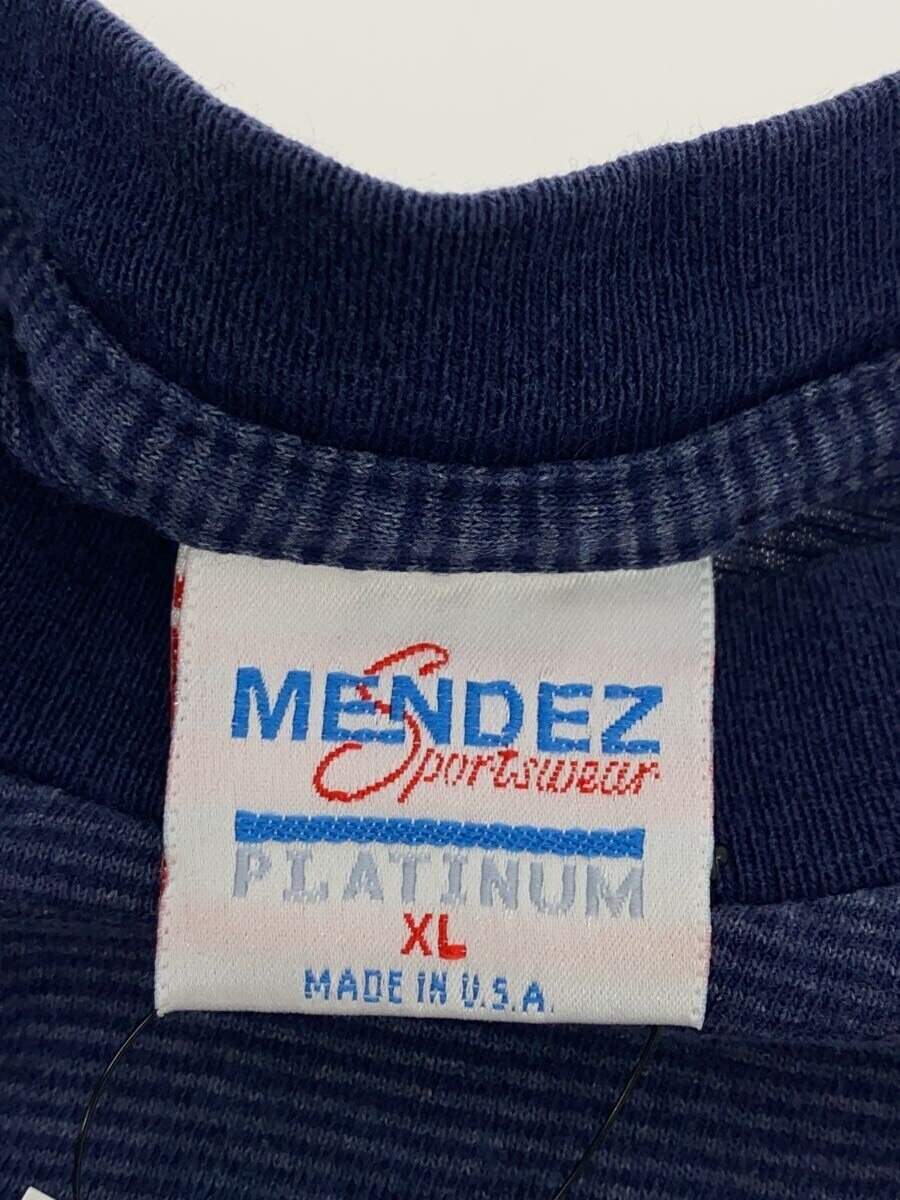 MENDEZ
Sportswear
PLATINUM
XL
MADE IN U.S.A.